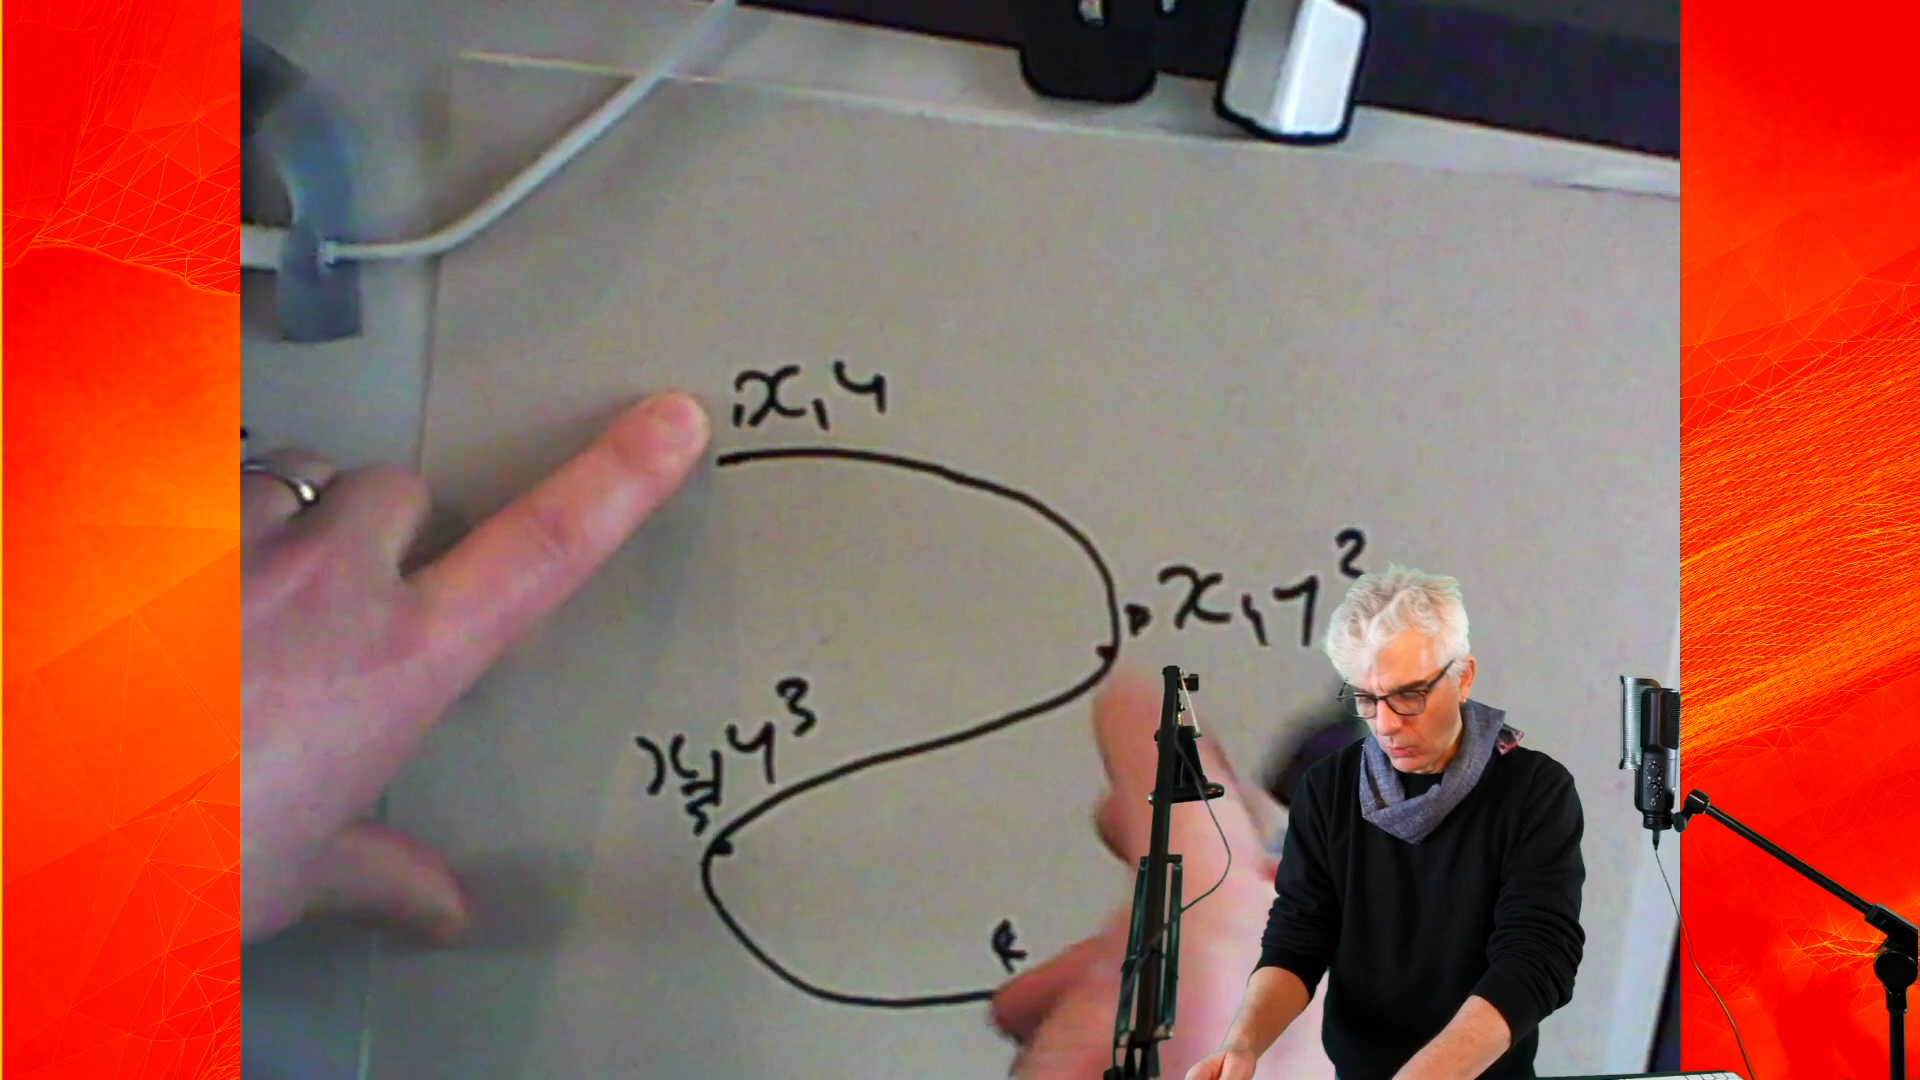 x, y
x, y²
x, y³